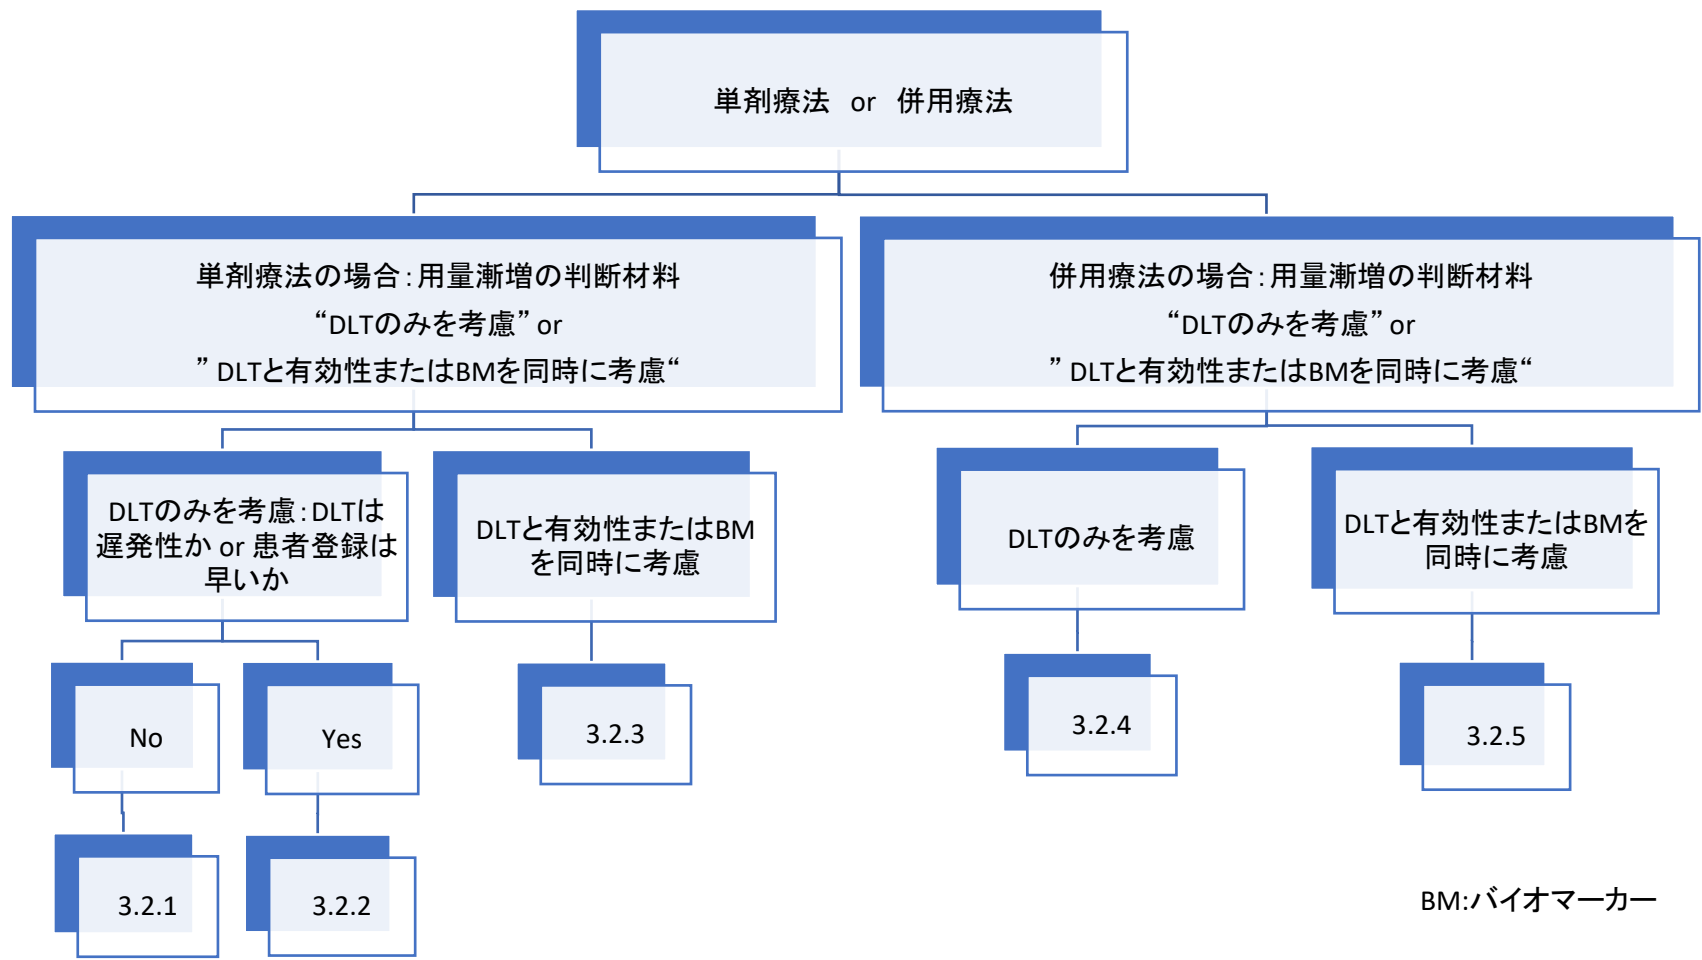 単剤療法 or 併用療法
単剤療法の場合：用量漸増の判断材料
“DLTのみを考慮” or
” DLTと有効性またはBMを同時に考慮“
併用療法の場合：用量漸増の判断材料
“DLTのみを考慮” or
” DLTと有効性またはBMを同時に考慮“
DLTのみを考慮：DLTは
遅発性か or 患者登録は
早いか
DLTと有効性またはBM
を同時に考慮
DLTのみを考慮
DLTと有効性またはBMを
同時に考慮
No
Yes
3.2.3
3.2.4
3.2.5
3.2.1
3.2.2
BM:バイオマーカー